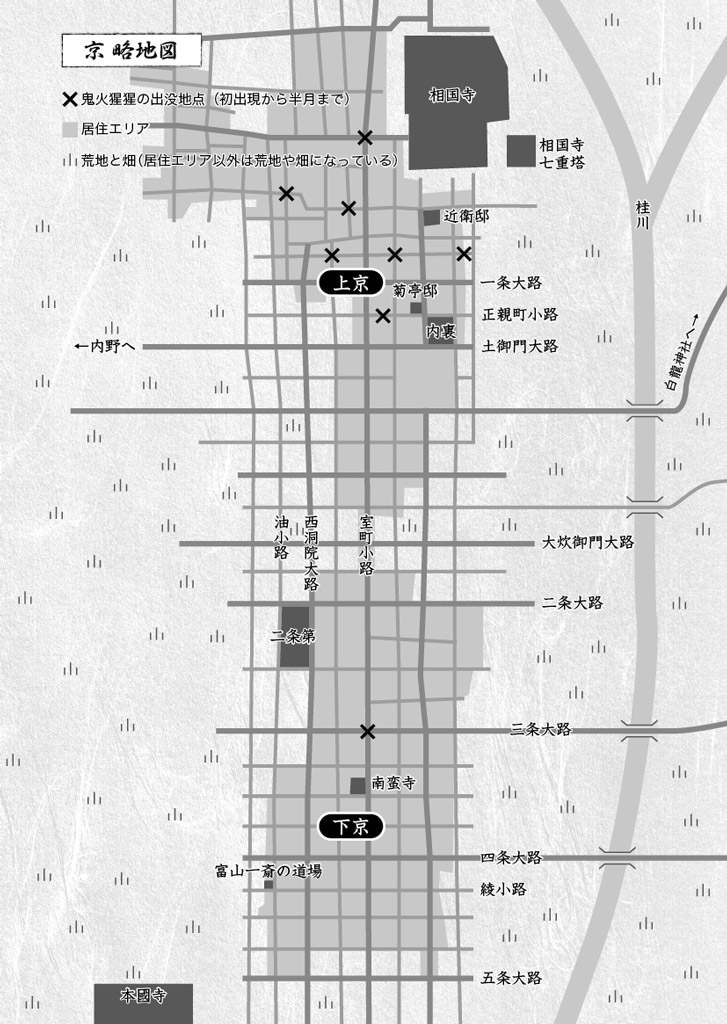 京 略地図
鬼火猩猩の出没地点（初出現から半月まで）
居住エリア
荒地と畑(居住エリア以外は荒地や畑になっている)
相国寺
相国寺
七重塔
桂川
近衛邸
上京
一条大路
菊亭邸
正親町小路
内裏
←内野へ
土御門大路
白龍神社へ→
油小路
西洞院大路
室町小路
大炊御門大路
二条大路
二条第
三条大路
南蛮寺
下京
四条大路
富山一斎の道場
綾小路
五条大路
本國寺